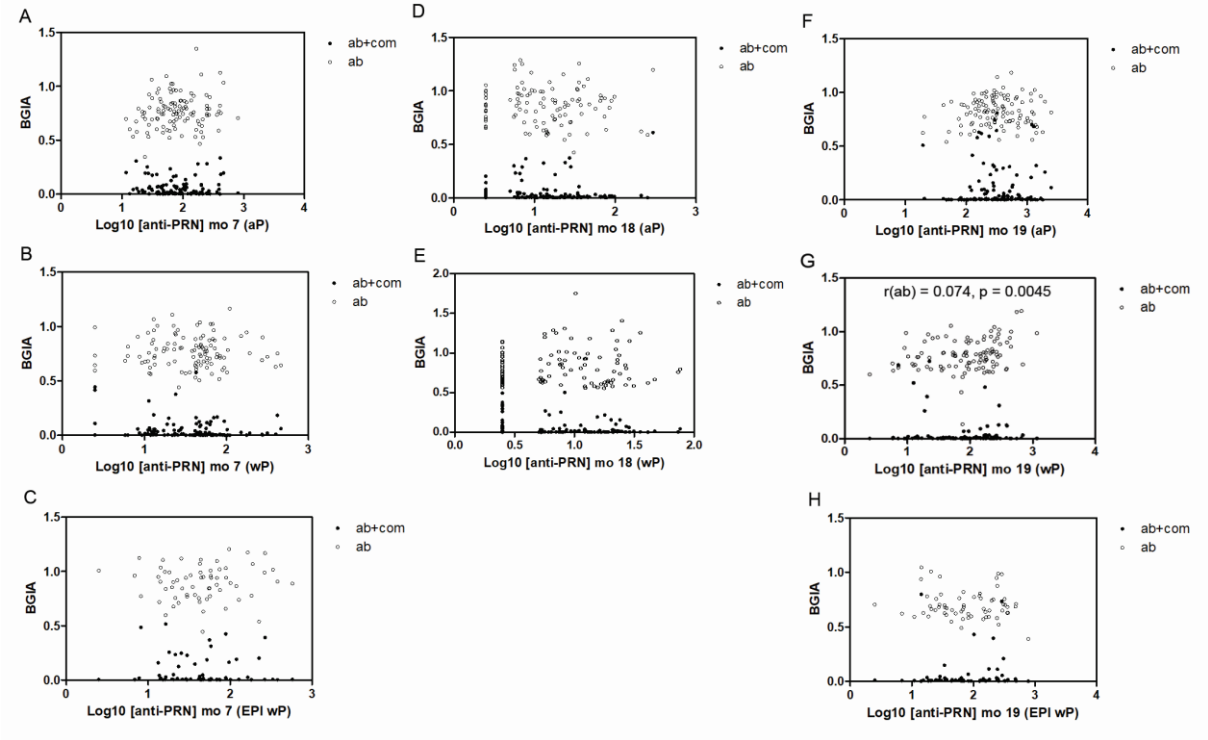 A
1.5
1.0
0.5
0.0
BGIA
0 1 2 3 4
Log10 [anti-PRN] mo 7 (aP)
ab+com
ab
B
1.5
1.0
0.5
0.0
BGIA
0 1 2 3
Log10 [anti-PRN] mo 7 (wP)
ab+com
ab
C
1.5
1.0
0.5
0.0
BGIA
0 1 2 3
Log10 [anti-PRN] mo 7 (EPI wP)
ab+com
ab
D
1.5
1.0
0.5
0.0
BGIA
0 1 2 3
Log10 [anti-PRN] mo 18 (aP)
ab+com
ab
E
2.0
1.5
1.0
0.5
0.0
BGIA
0.0 0.5 1.0 1.5 2.0
Log10 [anti-PRN] mo 18 (wP)
ab+com
ab
F
1.5
1.0
0.5
0.0
BGIA
0 1 2 3 4
Log10 [anti-PRN] mo 19 (aP)
ab+com
ab
G
1.5
1.0
0.5
0.0
BGIA
r(ab) = 0.074, p = 0.0045
0 1 2 3 4
Log10 [anti-PRN] mo 19 (wP)
ab+com
ab
H
1.5
1.0
0.5
0.0
BGIA
0 1 2 3 4
Log10 [anti-PRN] mo 19 (EPI wP)
ab+com
ab